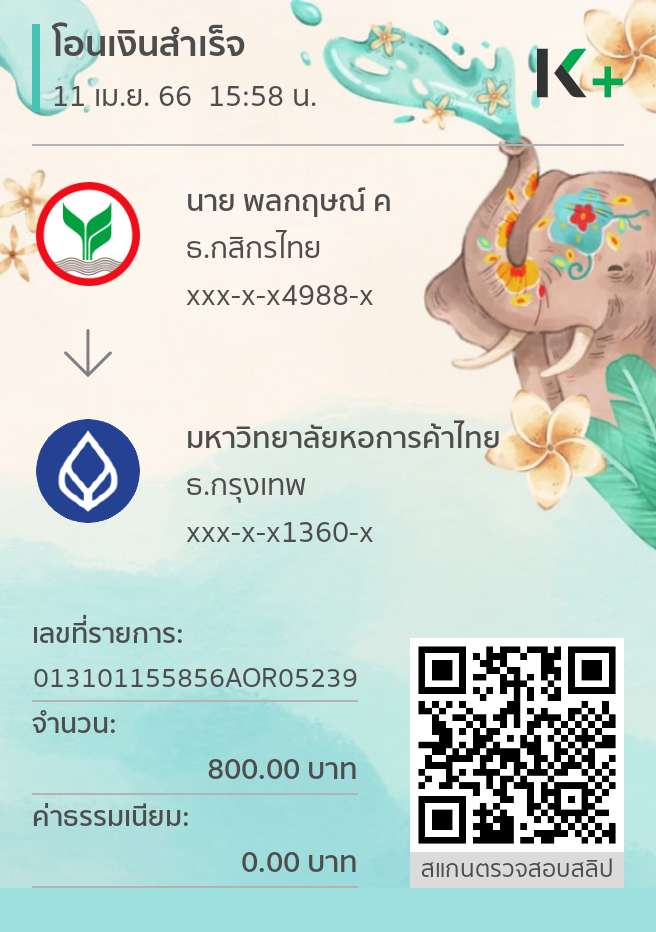 โอนเงินสำเร็จ
11 เม.ย. 66  15:58 น.
K+
นาย พลกฤษณ์ ค
ธ.กสิกรไทย
xxx-x-x4988-x
มหาวิทยาลัยหอการค้าไทย
ธ.กรุงเทพ
xxx-x-x1360-x
เลขที่รายการ:
013101155856AOR05239
จำนวน:
800.00 บาท
ค่าธรรมเนียม:
0.00 บาท
สแกนตรวจสอบสลิป